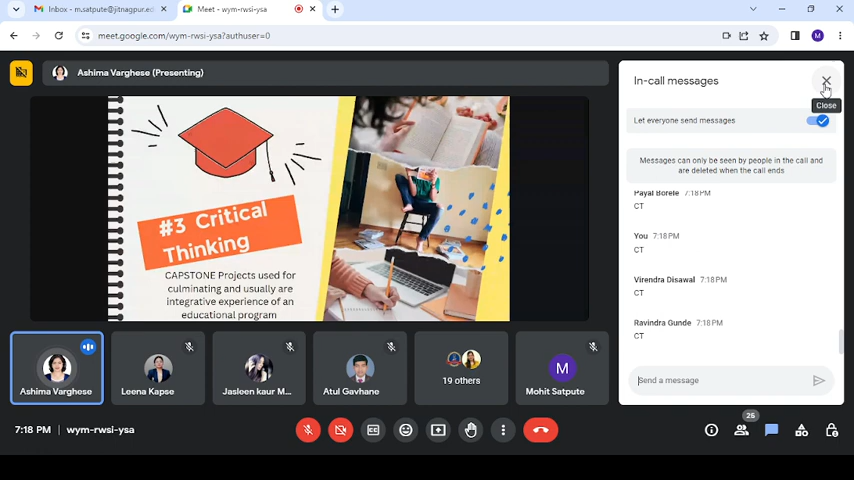 Inbox - m.satpute@jitnagpur.ed
Meet - wym-rwsi-ysa
meet.google.com/wym-rwsi-ysa?authuser=0
M
Ashima Varghese (Presenting)
In-call messages
Close
Let everyone send messages
Messages can only be seen by people in the call and
are deleted when the call ends
#3 Critical
Thinking
CAPSTONE Projects used for
culminating and usually are
integrative experience of an
educational program
Payal Borele 7:18 PM
CT
You 7:18 PM
CT
Virendra Disawal 7:18 PM
CT
Ravindra Gunde 7:18 PM
CT
Send a message
Ashima Varghese
Leena Kapse
Jasleen kaur M...
Atul Gavhane
19 others
M
Mohit Satpute
7:18 PM | wym-rwsi-ysa
25